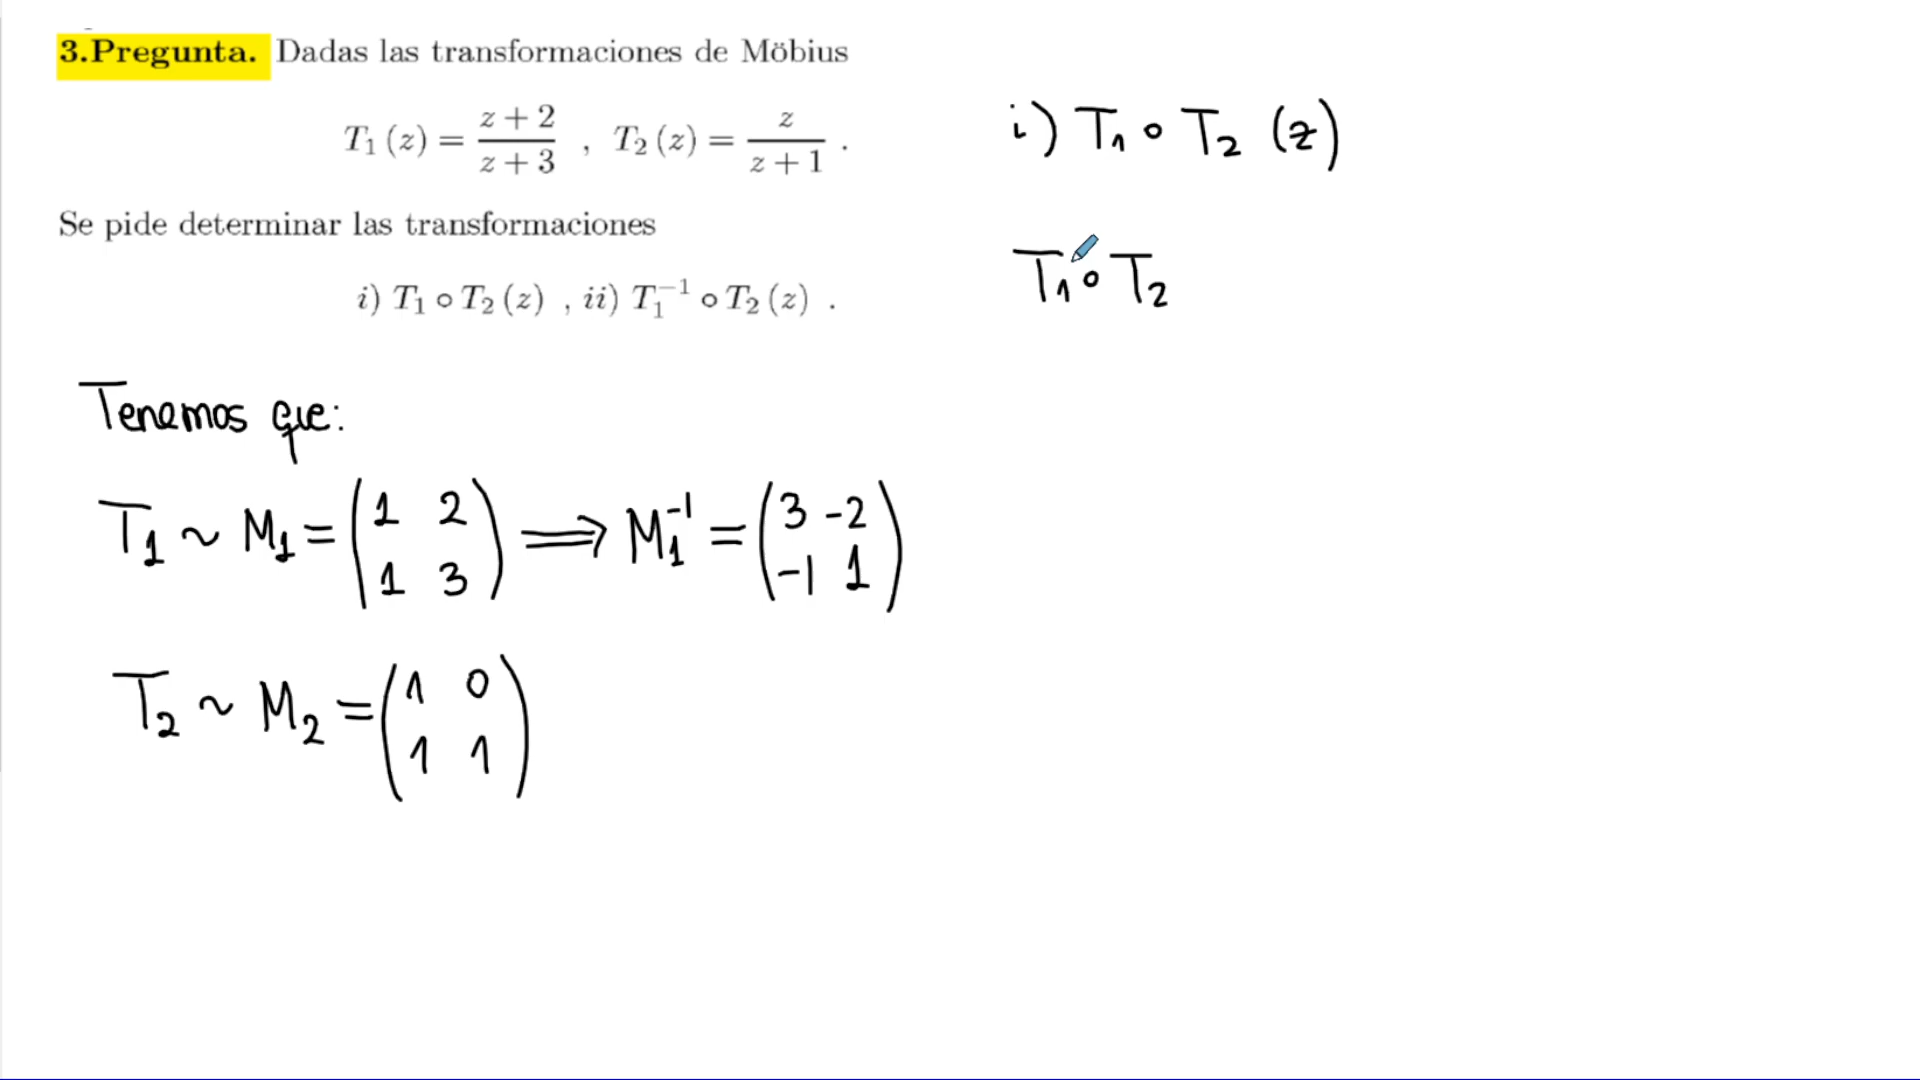 3.Pregunta. Dadas las transformaciones de Möbius
T₁ (z) = (z + 2)/(z + 3) , T₂ (z) = z/(z + 1) .
Se pide determinar las transformaciones
i) T₁ ∘ T₂ (z) , ii) T₁⁻¹ ∘ T₂ (z) .
Tenemos que:
T₁ ~ M₁ = (1 2; 1 3) ⟹ M₁⁻¹ = (3 -2; -1 1)
T₂ ~ M₂ = (1 0; 1 1)
i) T₁ ∘ T₂ (z)
T₁ ∘ T₂